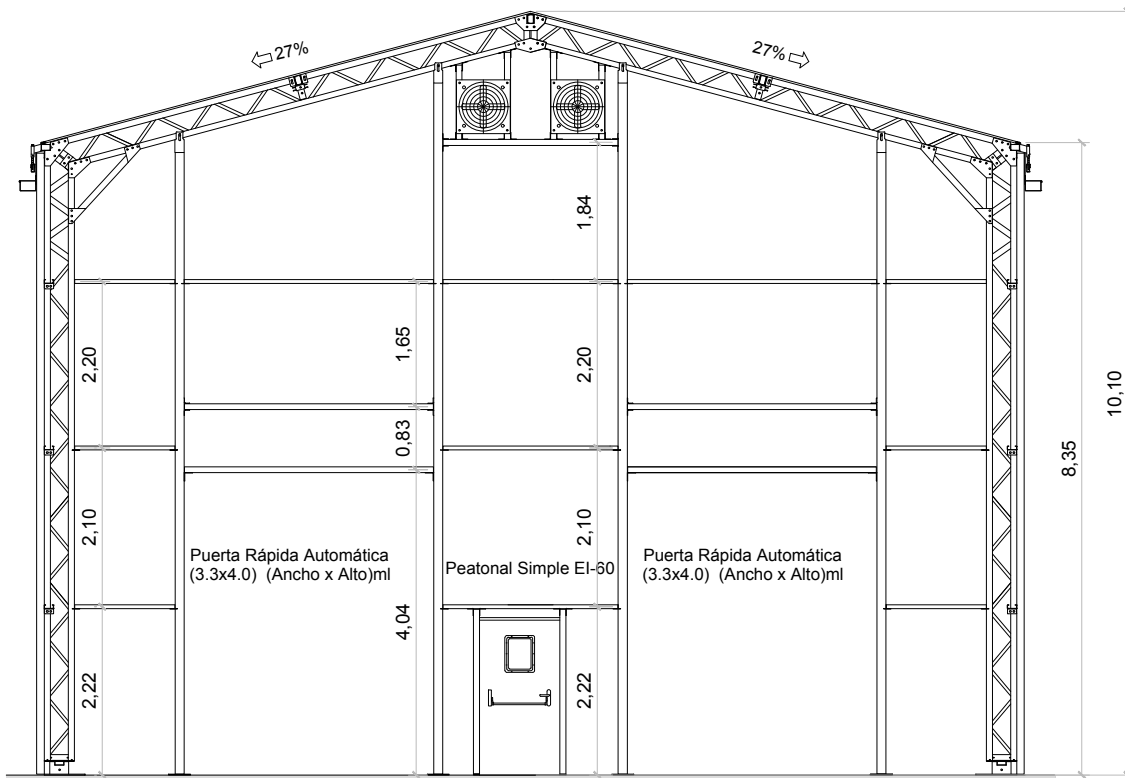 27%
27%
1,84
10,10
2,20
1,65
2,20
0,83
8,35
2,10
2,10
Puerta Rápida Automática
(3.3x4.0) (Ancho x Alto)ml
Peatonal Simple EI-60
Puerta Rápida Automática
(3.3x4.0) (Ancho x Alto)ml
4,04
2,22
2,22